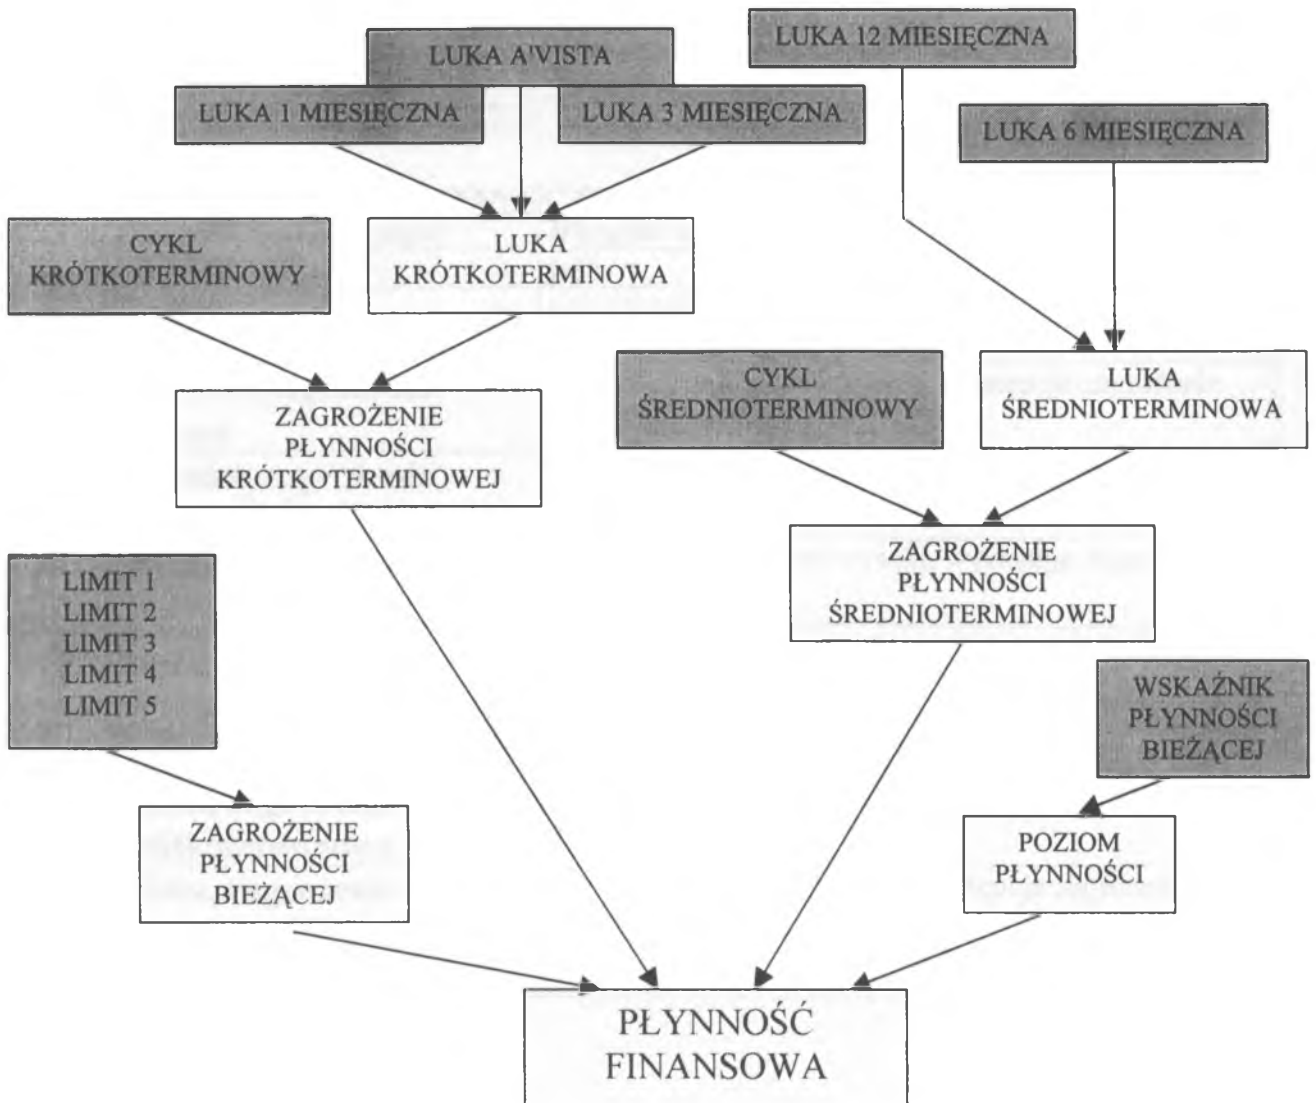 LUKA 12 MIESIĘCZNA
LUKA A'VISTA
LUKA 1 MIESIĘCZNA
LUKA 3 MIESIĘCZNA
LUKA 6 MIESIĘCZNA
CYKL
KRÓTKOTERMINOWY
LUKA
KRÓTKOTERMINOWA
CYKL
ŚREDNIOTERMINOWY
LUKA
ŚREDNIOTERMINOWA
ZAGROŻENIE
PŁYNNOŚCI
KRÓTKOTERMINOWEJ
ZAGROŻENIE
PŁYNNOŚCI
ŚREDNIOTERMINOWEJ
LIMIT 1
LIMIT 2
LIMIT 3
LIMIT 4
LIMIT 5
WSKAŹNIK
PŁYNNOŚCI
BIEŻĄCEJ
ZAGROŻENIE
PŁYNNOŚCI
BIEŻĄCEJ
POZIOM
PŁYNNOŚCI
PŁYNNOŚĆ
FINANSOWA